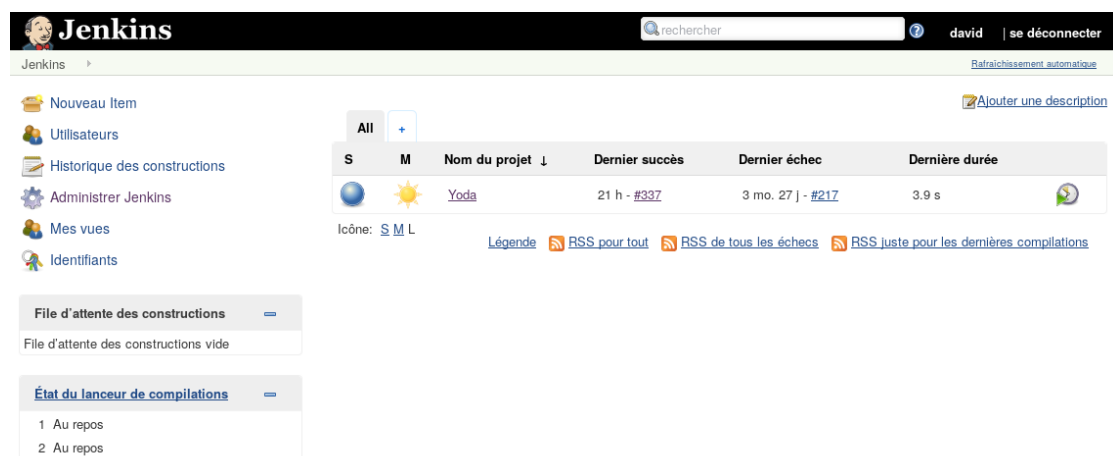 Jenkins
rechercher
david | se déconnecter
Jenkins
Rafraîchissement automatique
Nouveau Item
Utilisateurs
Historique des constructions
Administrer Jenkins
Mes vues
Identifiants
File d'attente des constructions
File d'attente des constructions vide
État du lanceur de compilations
1 Au repos
2 Au repos
Ajouter une description
All +
S M Nom du projet ↓ Dernier succès Dernier échec Dernière durée
Yoda 21 h - #337 3 mo. 27 j - #217 3.9 s
Icône: S M L
Légende RSS pour tout RSS de tous les échecs RSS juste pour les dernières compilations